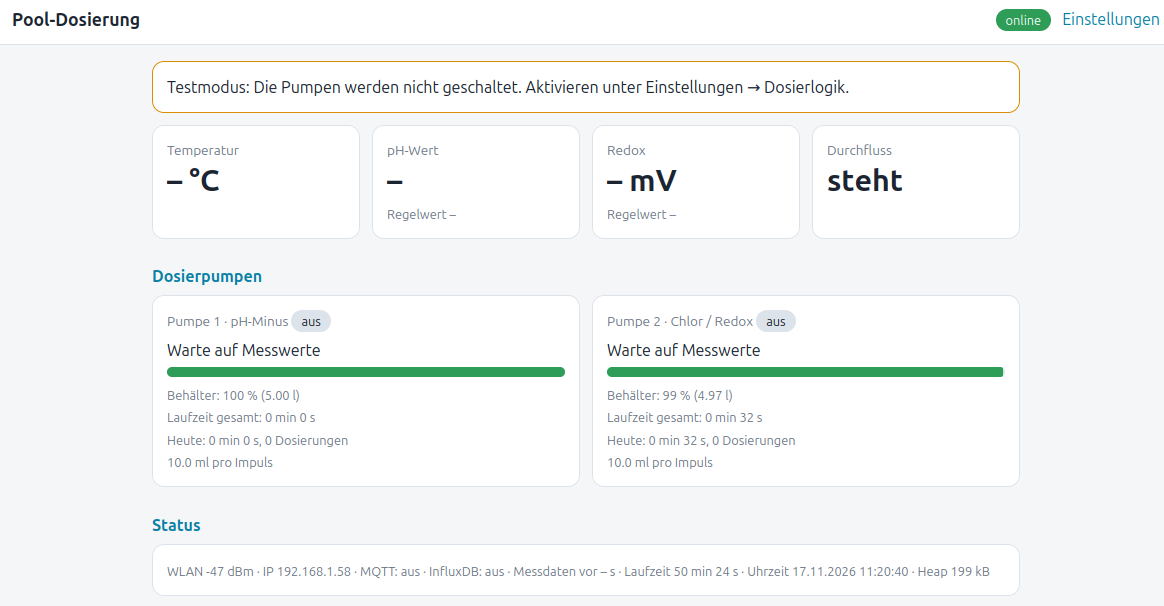 Pool-Dosierung
online Einstellungen
Testmodus: Die Pumpen werden nicht geschaltet. Aktivieren unter Einstellungen → Dosierlogik.
Temperatur
– °C
pH-Wert
–
Regelwert –
Redox
– mV
Regelwert –
Durchfluss
steht
Dosierpumpen
Pumpe 1 · pH-Minus aus
Warte auf Messwerte
Behälter: 100 % (5.00 l)
Laufzeit gesamt: 0 min 0 s
Heute: 0 min 0 s, 0 Dosierungen
10.0 ml pro Impuls
Pumpe 2 · Chlor / Redox aus
Warte auf Messwerte
Behälter: 99 % (4.97 l)
Laufzeit gesamt: 0 min 32 s
Heute: 0 min 32 s, 0 Dosierungen
10.0 ml pro Impuls
Status
WLAN -47 dBm · IP 192.168.1.58 · MQTT: aus · InfluxDB: aus · Messdaten vor – s · Laufzeit 50 min 24 s · Uhrzeit 17.11.2026 11:20:40 · Heap 199 kB